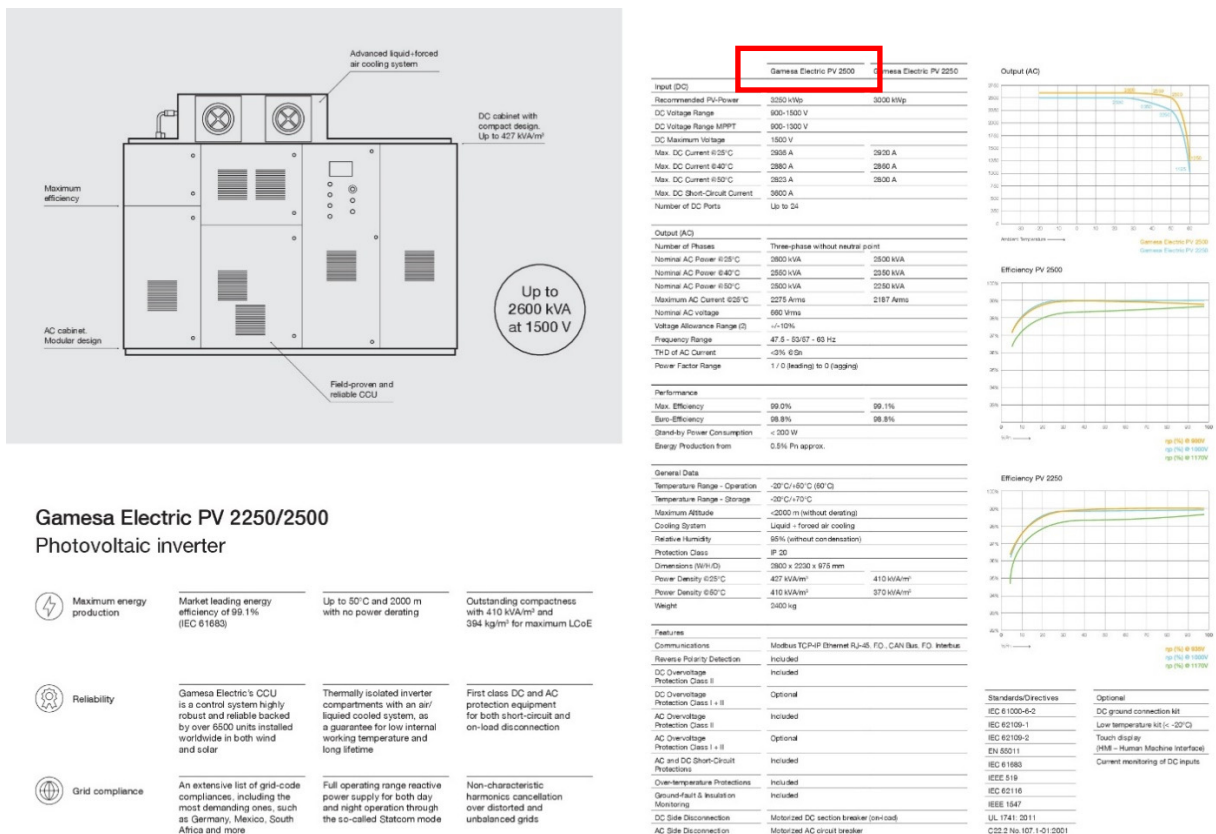 Advanced liquid+forced
air cooling system
DC cabinet with
compact design.
Up to 427 kVA/m³
Maximum
efficiency
Up to
2600 kVA
at 1500 V
AC cabinet.
Modular design
Field-proven and
reliable CCU
Gamesa Electric PV 2250/2500
Photovoltaic inverter
Maximum energy
production
Market leading energy
efficiency of 99.1%
(IEC 61683)
Up to 50°C and 2000 m
with no power derating
Outstanding compactness
with 410 kVA/m³ and
394 kg/m³ for maximum LCoE
Reliability
Gamesa Electric's CCU
is a control system highly
robust and reliable backed
by over 6500 units installed
worldwide in both wind
and solar
Thermally isolated inverter
compartments with an air/
liquied cooled system, as
a guarantee for low internal
working temperature and
long lifetime
First class DC and AC
protection equipment
for both short-circuit and
on-load disconnection
Grid compliance
An extensive list of grid-code
compliances, including the
most demanding ones, such
as Germany, Mexico, South
Africa and more
Full operating range reactive
power supply for both day
and night operation through
the so-called Statcom mode
Non-characteristic
harmonics cancellation
over distorted and
unbalanced grids
Gamesa Electric PV 2500 Gamesa Electric PV 2250
Input (DC)
Recommended PV-Power 3250 kWp 3000 kWp
DC Voltage Range 900-1500 V
DC Voltage Range MPPT 900-1300 V
DC Maximum Voltage 1500 V
Max. DC Current @25°C 2936 A 2920 A
Max. DC Current @40°C 2880 A 2860 A
Max. DC Current @50°C 2823 A 2800 A
Max. DC Short-Circuit Current 3600 A
Number of DC Ports Up to 24
Output (AC)
Number of Phases Three-phase without neutral point
Nominal AC Power @25°C 2600 kVA 2500 kVA
Nominal AC Power @40°C 2550 kVA 2350 kVA
Nominal AC Power @50°C 2500 kVA 2250 kVA
Maximum AC Current @25°C 2275 Arms 2187 Arms
Nominal AC voltage 660 Vrms
Voltage Allowance Range (2) +/-10%
Frequency Range 47.5 - 53/57 - 63 Hz
THD of AC Current <3% @Sn
Power Factor Range 1 / 0 (leading) to 0 (lagging)
Performance
Max. Efficiency 99.0% 99.1%
Euro-Efficiency 98.8% 98.8%
Stand-by Power Consumption < 200 W
Energy Production from 0.5% Pn approx.
General Data
Temperature Range - Operation -20°C/+60°C (60°C)
Temperature Range - Storage -20°C/+70°C
Maximum Altitude <2000 m (without derating)
Cooling System Liquid + forced air cooling
Relative Humidity 95% (without condensation)
Protection Class IP 20
Dimensions (W/H/D) 2800 x 2230 x 975 mm
Power Density @25°C 427 kVA/m³ 410 kVA/m³
Power Density @50°C 410 kVA/m³ 370 kVA/m³
Weight 2400 kg
Features
Communications Modbus TCP-IP Ethernet RJ-45, F.O., CAN Bus, F.O. Interbus
Reverse Polarity Detection Included
DC Overvoltage
Protection Class II Included
DC Overvoltage
Protection Class I + II Optional
AC Overvoltage
Protection Class II Included
AC Overvoltage
Protection Class I + II Optional
AC and DC Short-Circuit
Protections Included
Over-temperature Protections Included
Ground-fault & Insulation
Monitoring Included
DC Side Disconnection Motorized DC section breaker (on-load)
AC Side Disconnection Motorized AC circuit breaker
Output (AC)
Ambient Temperature
Gamesa Electric PV 2500
Gamesa Electric PV 2250
Efficiency PV 2500
ηp (%) @ 900V
ηp (%) @ 1000V
ηp (%) @ 1170V
Efficiency PV 2250
ηp (%) @ 900V
ηp (%) @ 1000V
ηp (%) @ 1170V
Standards/Directives
IEC 61000-6-2
IEC 62109-1
IEC 62109-2
EN 55011
IEC 61683
IEEE 519
IEC 62116
IEEE 1547
UL 1741: 2011
C22.2 No.107.1-01:2001
Optional
DC ground connection kit
Low temperature kit (< -20°C)
Touch display
(HMI – Human Machine Interface)
Current monitoring of DC inputs